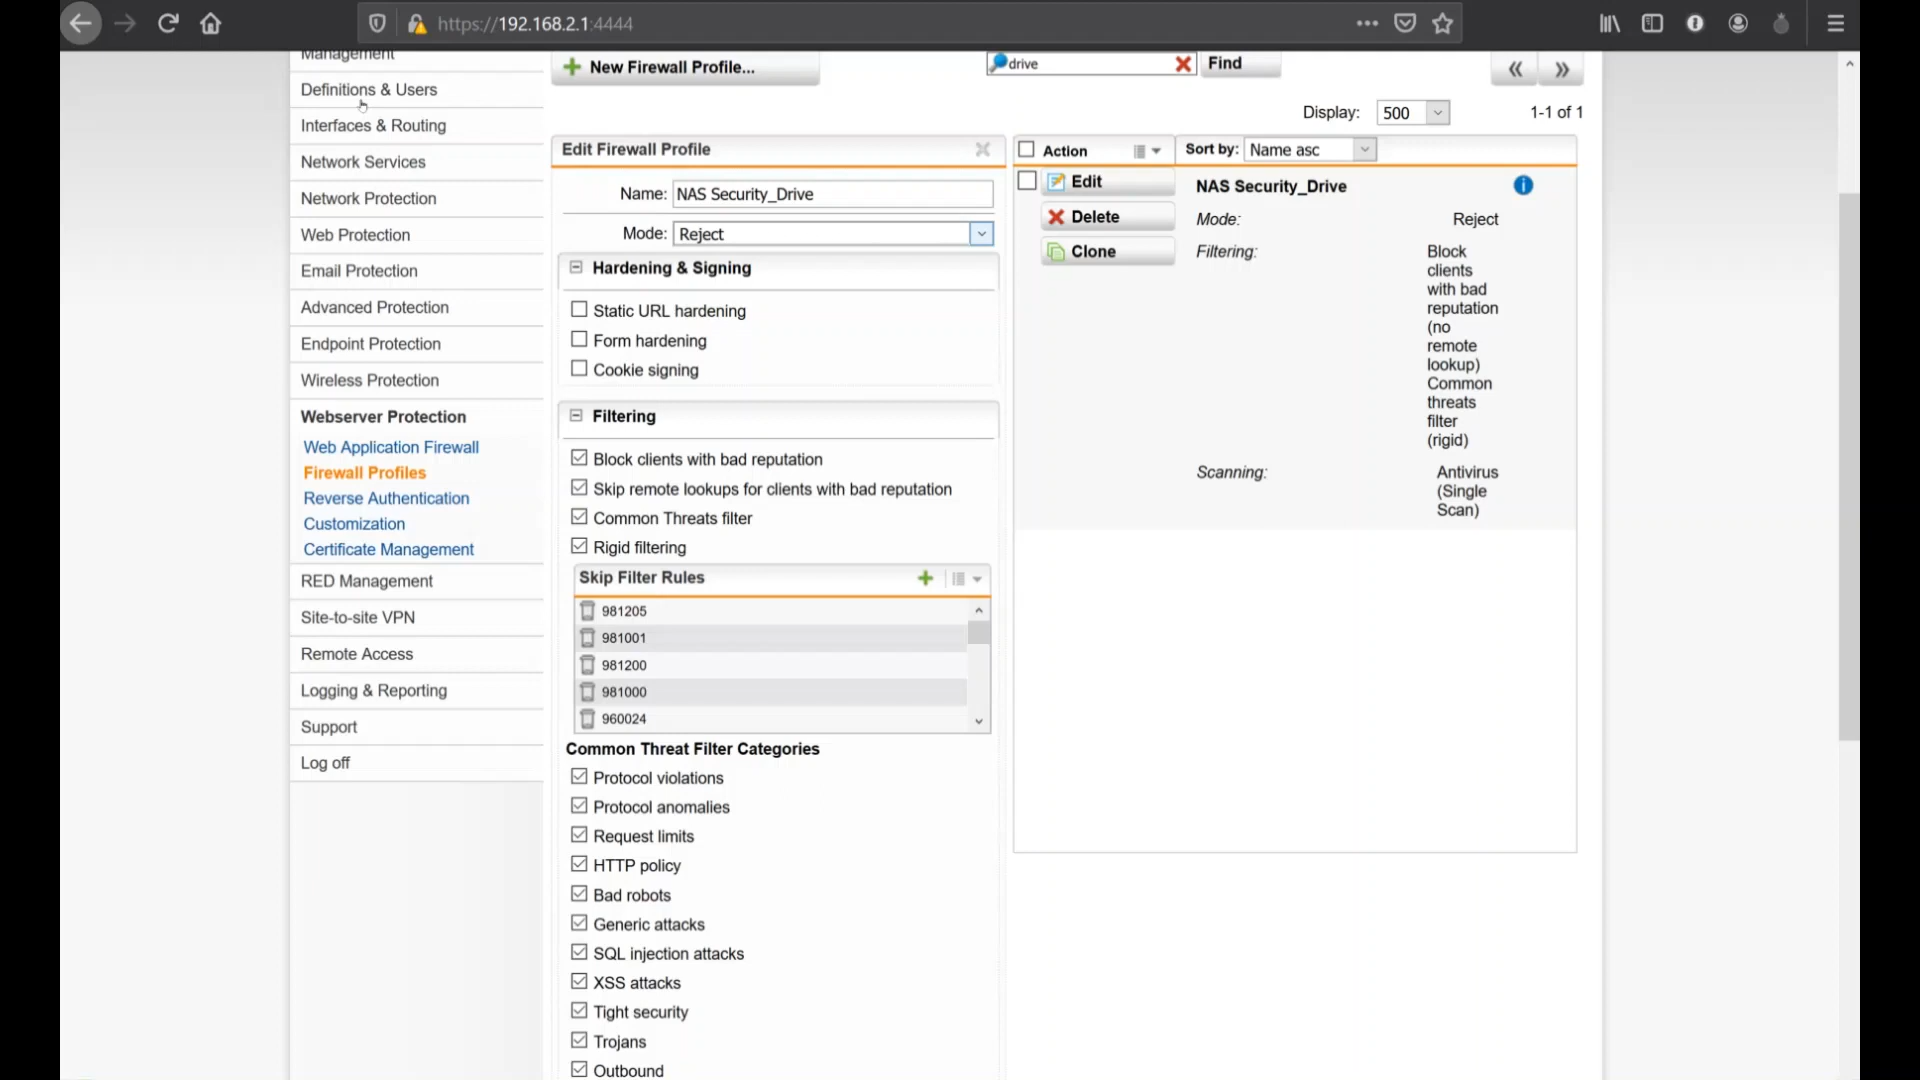 https://192.168.2.1:4444
Management
Definitions & Users
Interfaces & Routing
Network Services
Network Protection
Web Protection
Email Protection
Advanced Protection
Endpoint Protection
Wireless Protection
Webserver Protection
Web Application Firewall
Firewall Profiles
Reverse Authentication
Customization
Certificate Management
RED Management
Site-to-site VPN
Remote Access
Logging & Reporting
Support
Log off
New Firewall Profile...
drive
Find
Display: 500
1-1 of 1
Edit Firewall Profile
Name: NAS Security_Drive
Mode: Reject
Hardening & Signing
Static URL hardening
Form hardening
Cookie signing
Filtering
Block clients with bad reputation
Skip remote lookups for clients with bad reputation
Common Threats filter
Rigid filtering
Skip Filter Rules
981205
981001
981200
981000
960024
Common Threat Filter Categories
Protocol violations
Protocol anomalies
Request limits
HTTP policy
Bad robots
Generic attacks
SQL injection attacks
XSS attacks
Tight security
Trojans
Outbound
Action
Sort by: Name asc
Edit
Delete
Clone
NAS Security_Drive
Mode: Reject
Filtering: Block
clients
with bad
reputation
(no
remote
lookup)
Common
threats
filter
(rigid)
Scanning: Antivirus
(Single
Scan)